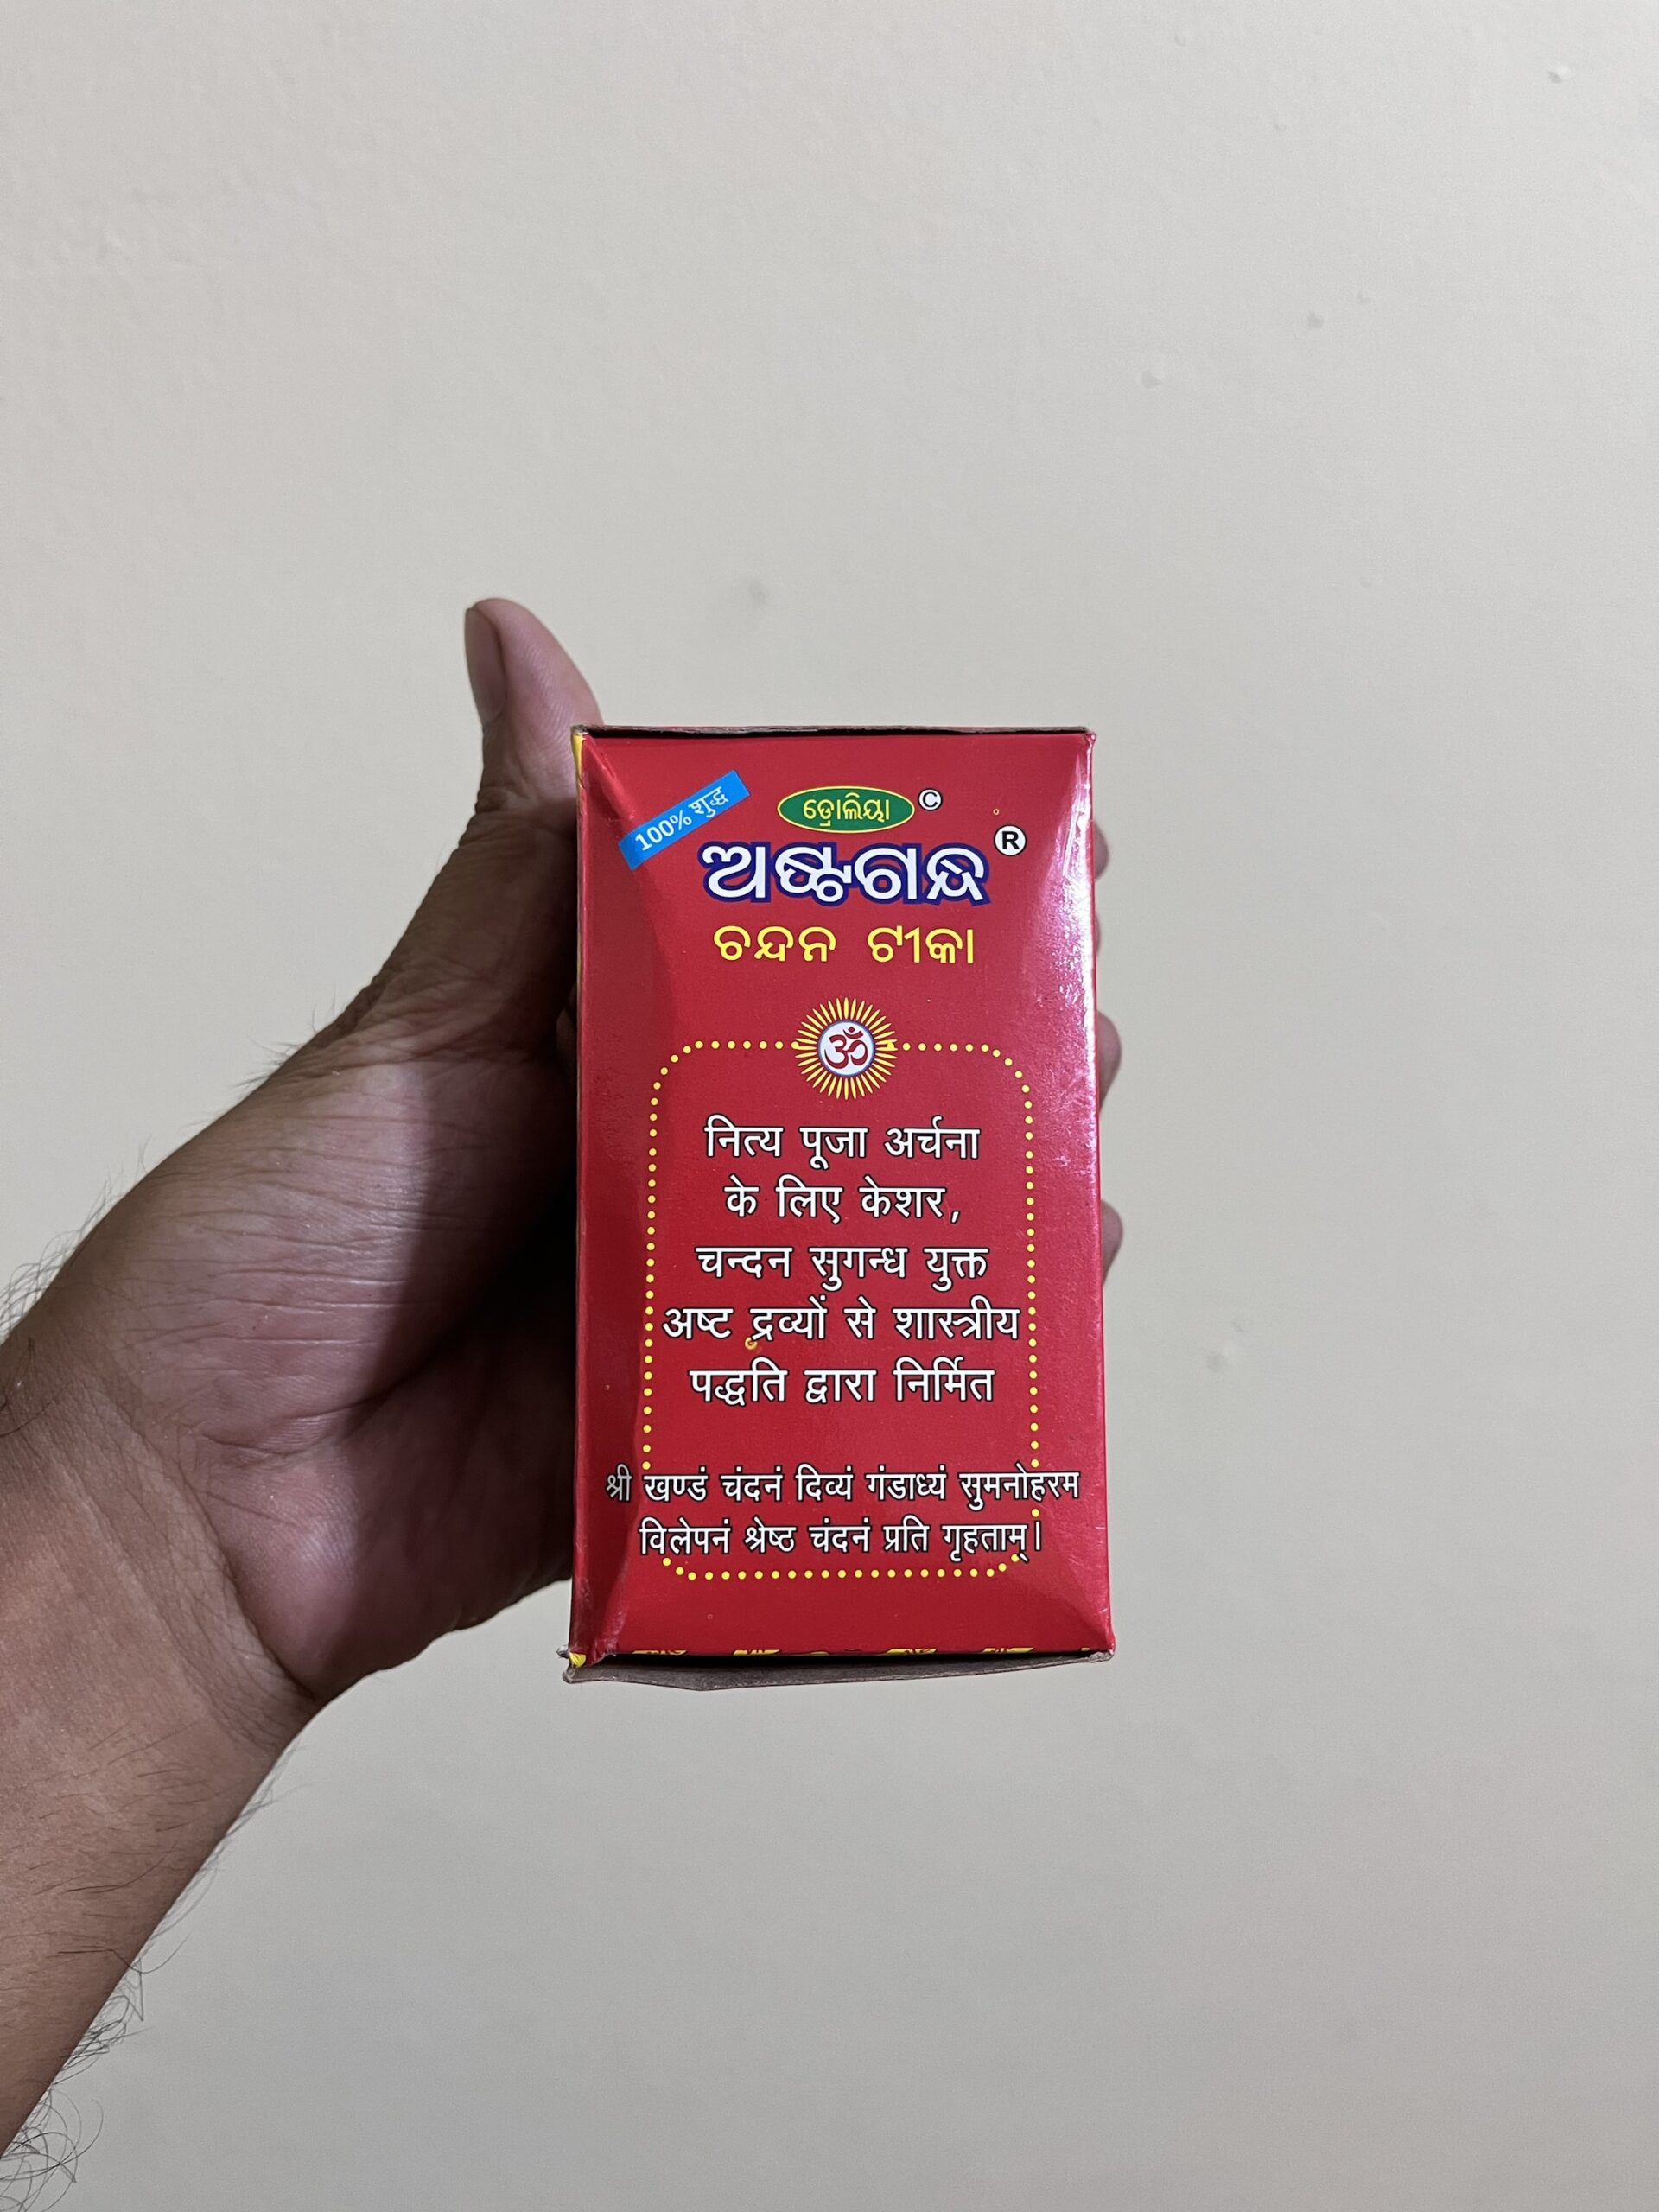 100% शुद्ध
ଡ୍ରୋଲିୟା ©
ଅଷ୍ଟଗନ୍ଧ ®
ଚନ୍ଦନ ଟୀକା
ॐ
नित्य पूजा अर्चना
के लिए केशर,
चन्दन सुगन्ध युक्त
अष्ट द्रव्यों से शास्त्रीय
पद्धति द्वारा निर्मित
श्री खण्डं चंदनं दिव्यं गंडाध्यं सुमनोहरम
विलेपनं श्रेष्ठ चंदनं प्रति गृहताम्।